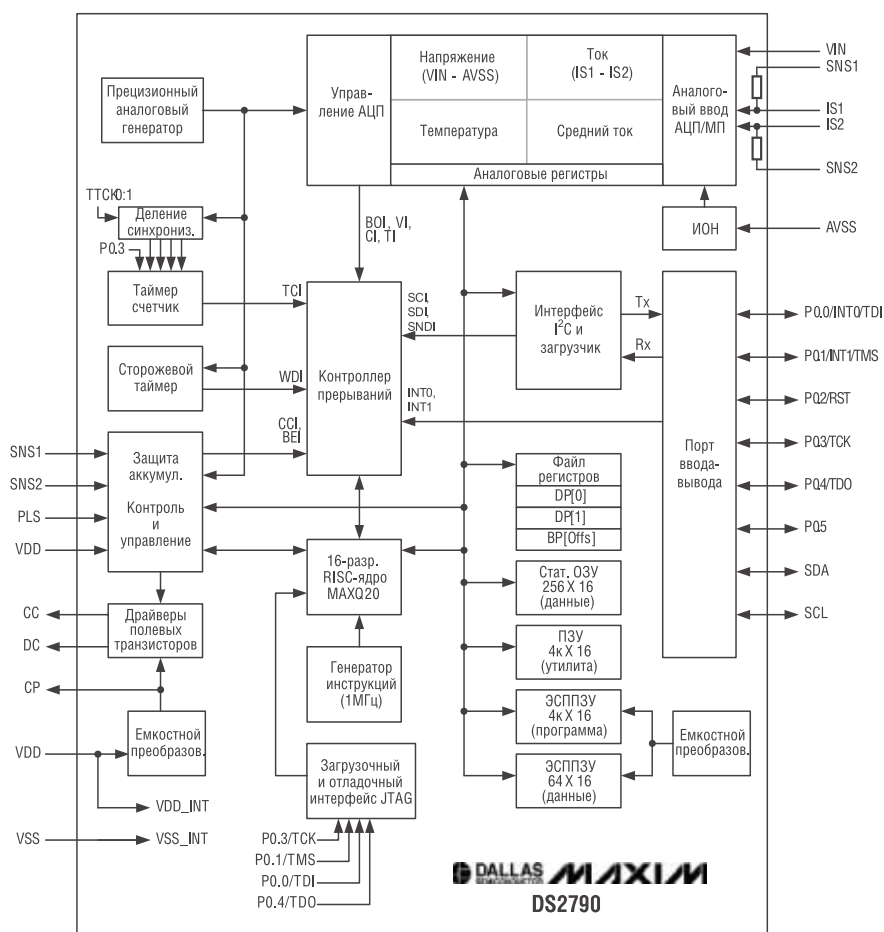 Прецизионный
аналоговый
генератор
Управ-
ление АЦП
Напряжение
(VIN - AVSS)
Ток
(IS1 - IS2)
Температура
Средний ток
Аналоговые регистры
Аналого-
вый ввод
АЦП/МП
VIN
SNS1
IS1
IS2
SNS2
ИОН
AVSS
TTCK0:1
Деление
синхрониз.
P0.3
Таймер
счетчик
TCI
BOI, VI,
CI, TI
Сторожевой
таймер
WDI
Контроллер
прерываний
SCI,
SDI,
SNDI
INT0,
INT1
CCI,
BEI
Интерфейс
I²C и
загрузчик
Tx
Rx
Порт
ввода-
вывода
P0.0/INT0/TDI
P0.1/INT1/TMS
P0.2/RST
P0.3/TCK
P0.4/TDO
P0.5
SDA
SCL
SNS1
SNS2
PLS
VDD
Защита
аккумул.
Контроль
и
управление
CC
DC
CP
Драйверы
полевых
транзисторов
VDD
Емкостной
преобразов.
VDD_INT
VSS
VSS_INT
16-разр.
RISC-ядро
MAXQ20
Генератор
инструкций
(1МГц)
Загрузочный
и отладочный
интерфейс JTAG
P0.3/TCK
P0.1/TMS
P0.0/TDI
P0.4/TDO
Файл
регистров
DP[0]
DP[1]
BP[Offs]
Стат. ОЗУ
256 X 16
(данные)
ПЗУ
4к X 16
(утилита)
ЭСППЗУ
4к X 16
(программа)
ЭСППЗУ
64 X 16
(данные)
Емкостной
преобразов.
DALLAS
SEMICONDUCTOR
MAXIM
DS2790